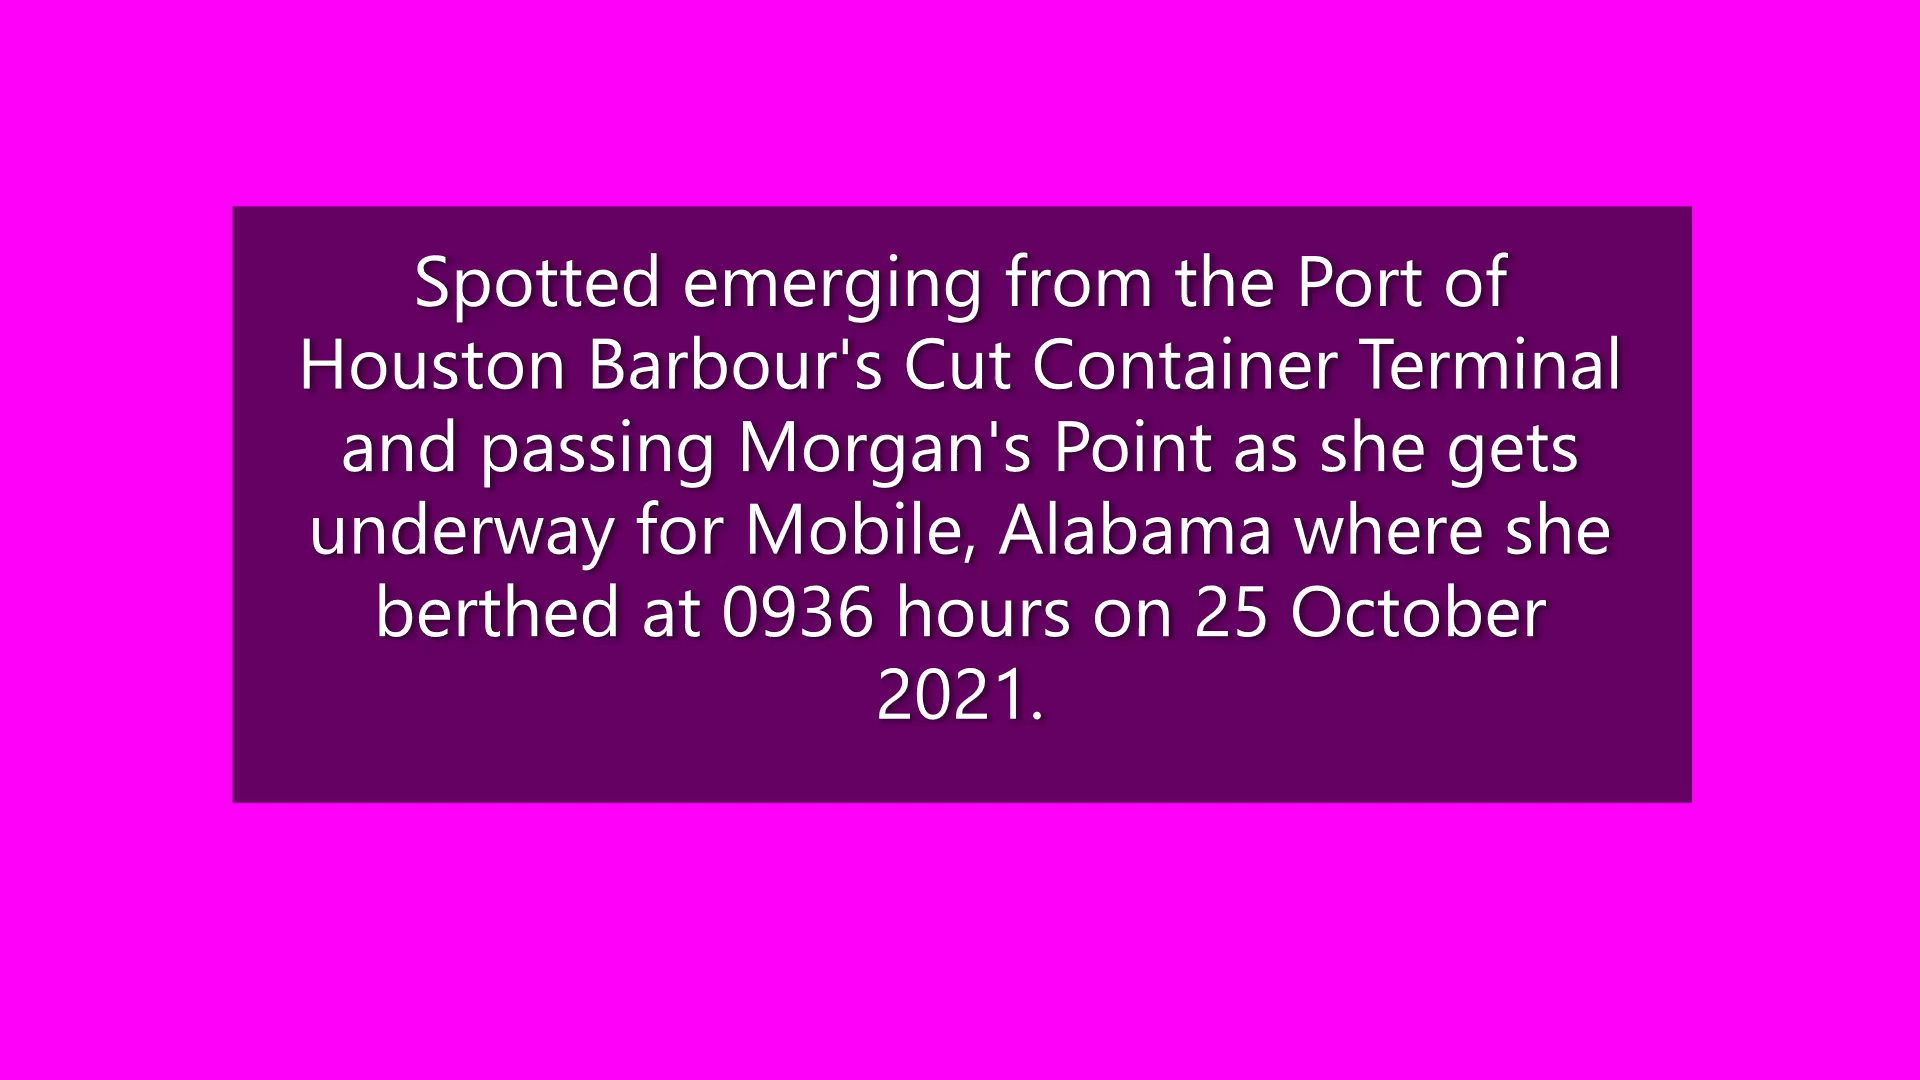 Spotted emerging from the Port of
Houston Barbour's Cut Container Terminal
and passing Morgan's Point as she gets
underway for Mobile, Alabama where she
berthed at 0936 hours on 25 October
2021.